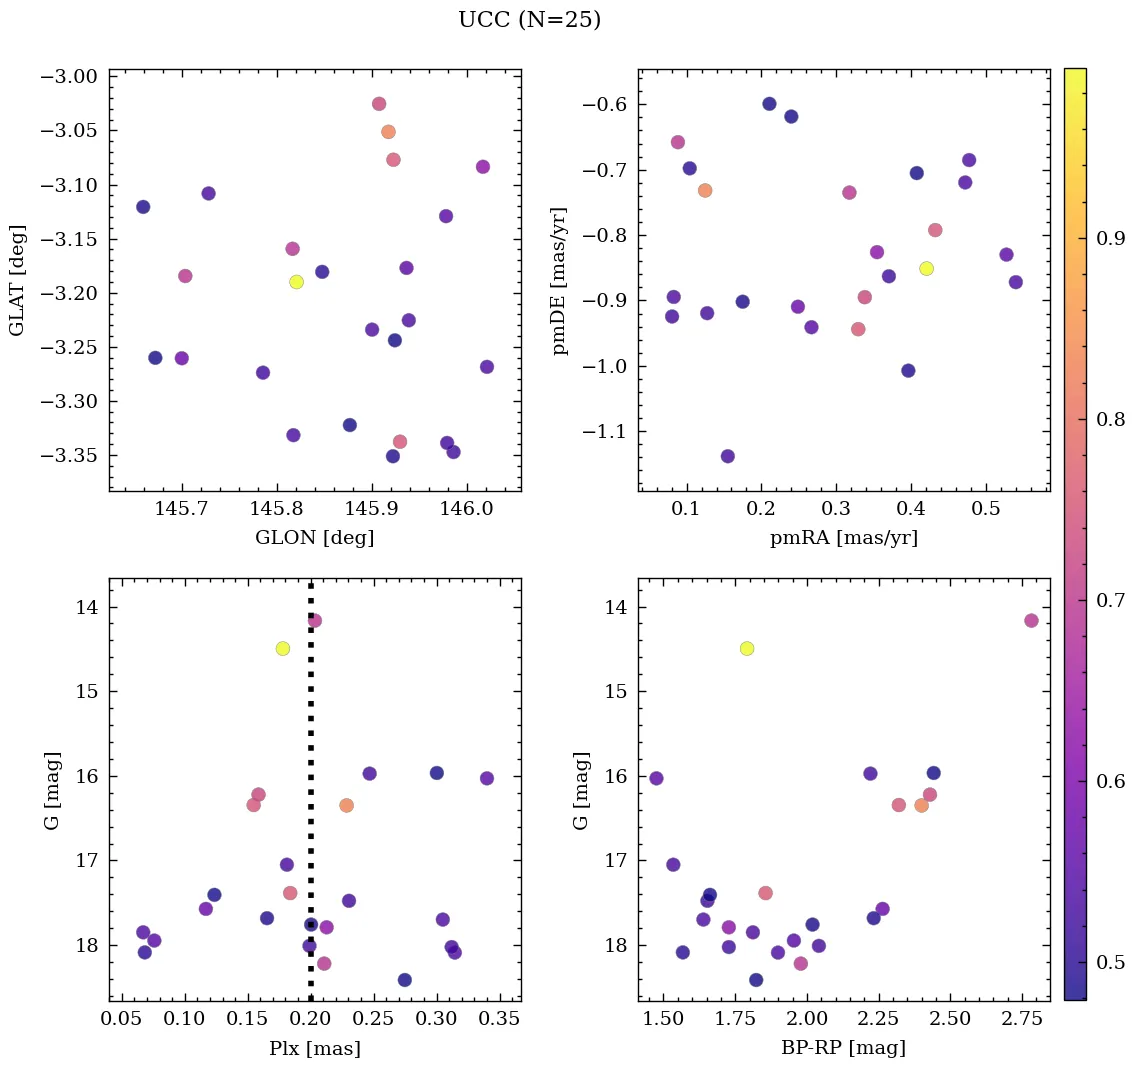 UCC (N=25)
−3.00
−3.05
−3.10
−3.15
−3.20
−3.25
−3.30
−3.35
GLAT [deg]
145.7 145.8 145.9 146.0
GLON [deg]
−0.6
−0.7
−0.8
−0.9
−1.0
−1.1
pmDE [mas/yr]
0.1 0.2 0.3 0.4 0.5
pmRA [mas/yr]
14
15
16
17
18
G [mag]
0.05 0.10 0.15 0.20 0.25 0.30 0.35
Plx [mas]
14
15
16
17
18
G [mag]
1.50 1.75 2.00 2.25 2.50 2.75
BP-RP [mag]
0.9
0.8
0.7
0.6
0.5